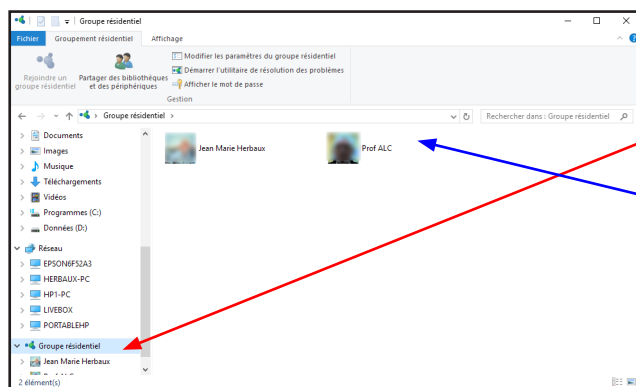 Groupe résidentiel
Fichier Groupement résidentiel Affichage
Rejoindre un groupe résidentiel
Partager des bibliothèques et des périphériques
Modifier les paramètres du groupe résidentiel
Démarrer l'utilitaire de résolution des problèmes
Afficher le mot de passe
Gestion
Groupe résidentiel
Rechercher dans : Groupe résidentiel
Documents
Images
Musique
Téléchargements
Vidéos
Programmes (C:)
Données (D:)
Réseau
EPSON6F52A3
HERBAUX-PC
HP1-PC
LIVEBOX
PORTABLEHP
Groupe résidentiel
Jean Marie Herbaux
Jean Marie Herbaux
Prof ALC
2 élément(s)